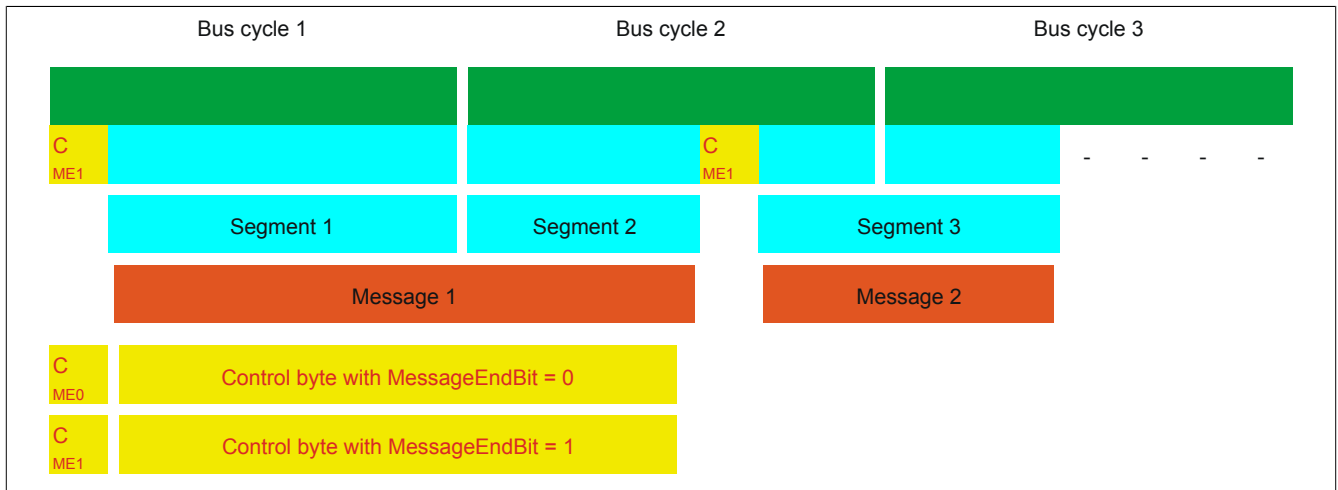 Bus cycle 1 Bus cycle 2 Bus cycle 3
C C
ME1 ME1 - - - -
Segment 1 Segment 2 Segment 3
Message 1 Message 2
C
ME0 Control byte with MessageEndBit = 0
C
ME1 Control byte with MessageEndBit = 1